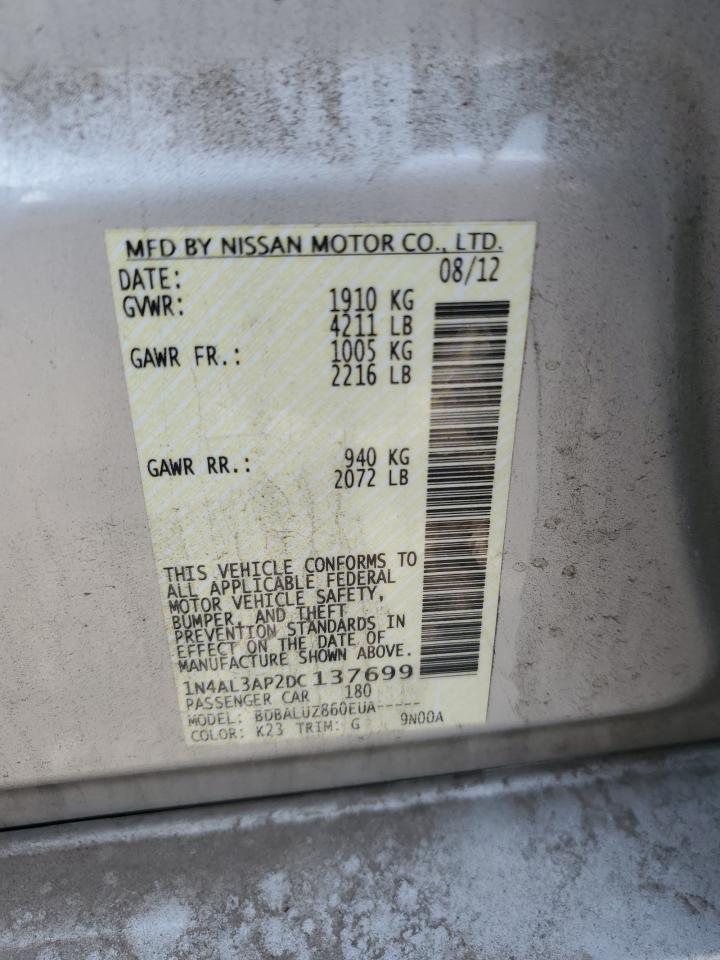 MFD BY NISSAN MOTOR CO., LTD.
DATE: 08/12
GVWR: 1910 KG
4211 LB
GAWR FR.: 1005 KG
2216 LB
GAWR RR.: 940 KG
2072 LB
THIS VEHICLE CONFORMS TO
ALL APPLICABLE FEDERAL
MOTOR VEHICLE SAFETY,
BUMPER, AND THEFT
PREVENTION STANDARDS IN
EFFECT ON THE DATE OF
MANUFACTURE SHOWN ABOVE.
1N4AL3AP2DC137699
PASSENGER CAR 180
MODEL: BDBALUZ860EUA-----
COLOR: K23 TRIM: G 9N00A